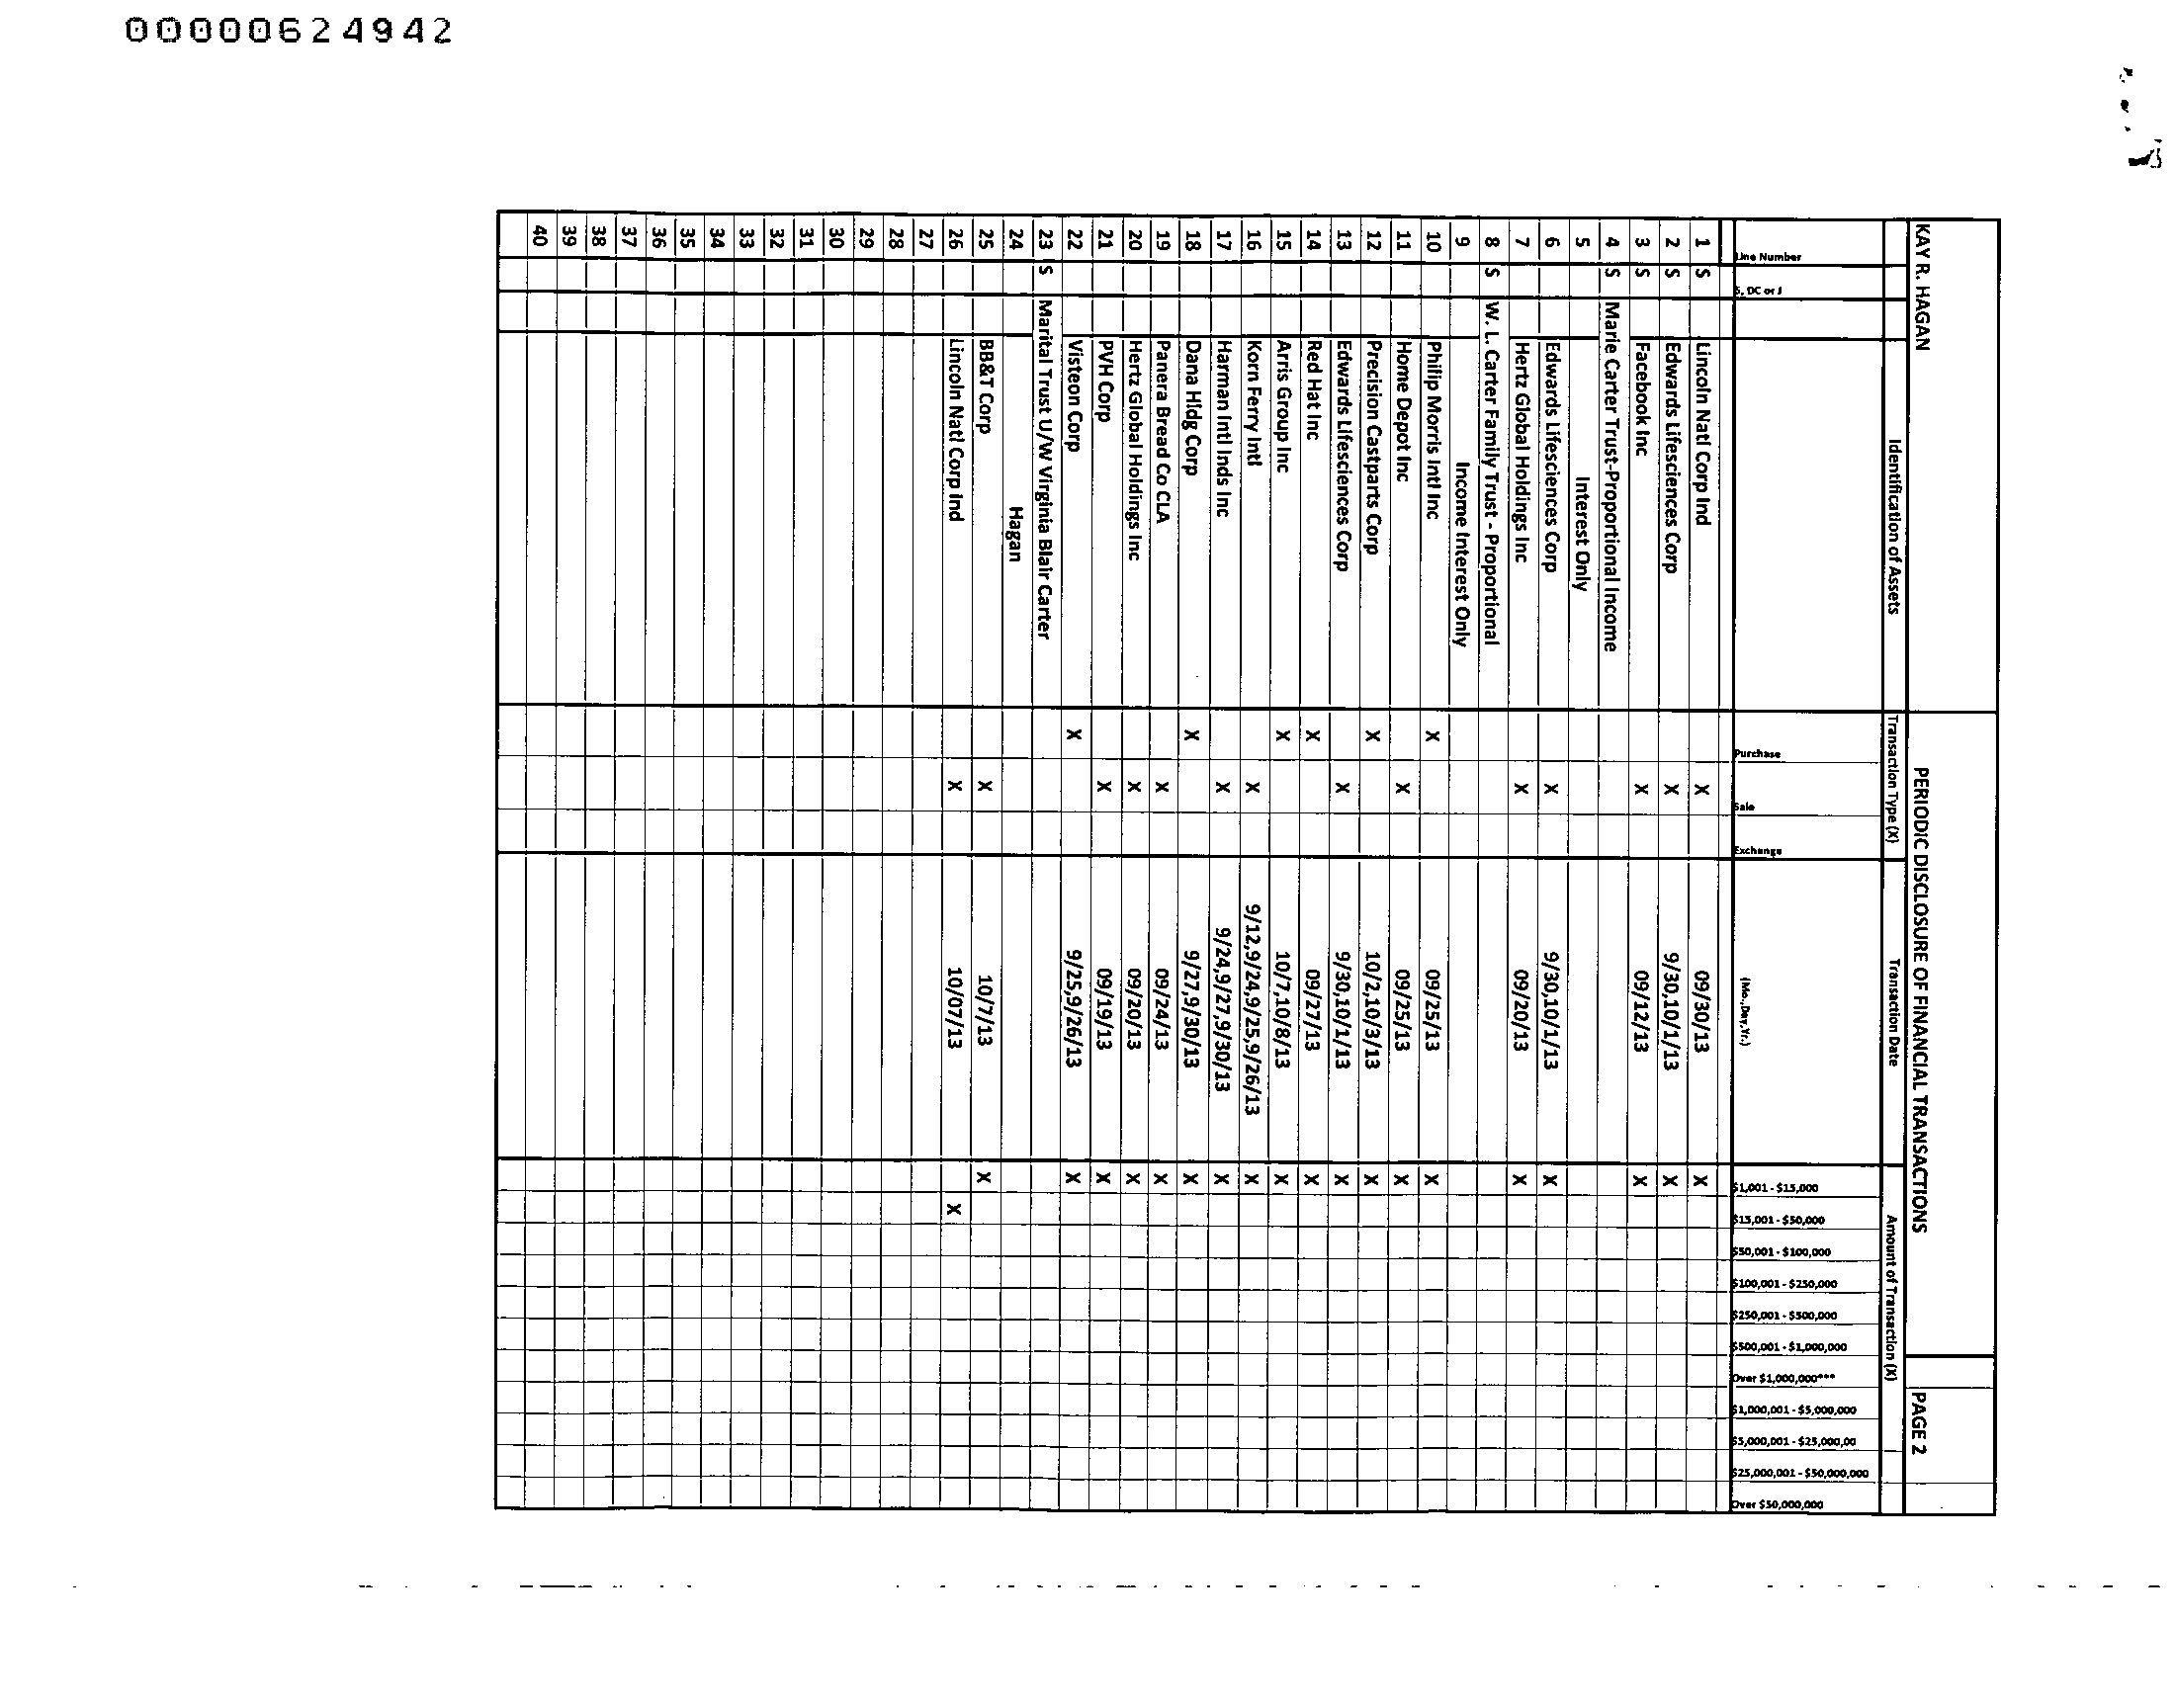 00000624942
KAY R. HAGAN PERIODIC DISCLOSURE OF FINANCIAL TRANSACTIONS PAGE 2
Identification of Assets Transaction Type (X) Transaction Date Amount of Transaction (X)
Line Number S, DC or J Purchase Sale Exchange (Mo.,Day,Yr.) $1,001 - $15,000 $15,001 - $50,000 $50,001 - $100,000 $100,001 - $250,000 $250,001 - $500,000 $500,001 - $1,000,000 Over $1,000,000*** $1,000,001 - $5,000,000 $5,000,001 - $25,000,00 $25,000,001 - $50,000,000 Over $50,000,000
1 S Lincoln Natl Corp Ind X 09/30/13 X
2 S Edwards Lifesciences Corp X 9/30,10/1/13 X
3 S Facebook Inc X 09/12/13 X
4 S Marie Carter Trust-Proportional Income
5 Interest Only
6 Edwards Lifesciences Corp X 9/30,10/1/13 X
7 Hertz Global Holdings Inc X 09/20/13 X
8 S W. L. Carter Family Trust - Proportional
9 Income Interest Only
10 Philip Morris Intl Inc X 09/25/13 X
11 Home Depot Inc X 09/25/13 X
12 Precision Castparts Corp X 10/2,10/3/13 X
13 Edwards Lifesciences Corp X 9/30,10/1/13 X
14 Red Hat Inc X 09/27/13 X
15 Arris Group Inc X 10/7,10/8/13 X
16 Korn Ferry Intl X 9/12,9/24,9/25,9/26/13 X
17 Harman Intl Inds Inc X 9/24,9/27,9/30/13 X
18 Dana Hldg Corp X 9/27,9/30/13 X
19 Panera Bread Co CLA X 09/24/13 X
20 Hertz Global Holdings Inc X 09/20/13 X
21 PVH Corp X 09/19/13 X
22 Visteon Corp X 9/25,9/26/13 X
23 S Marital Trust U/W Virginia Blair Carter
24 Hagan
25 BB&T Corp X 10/7/13 X
26 Lincoln Natl Corp Ind X 10/07/13 X
27
28
29
30
31
32
33
34
35
36
37
38
39
40